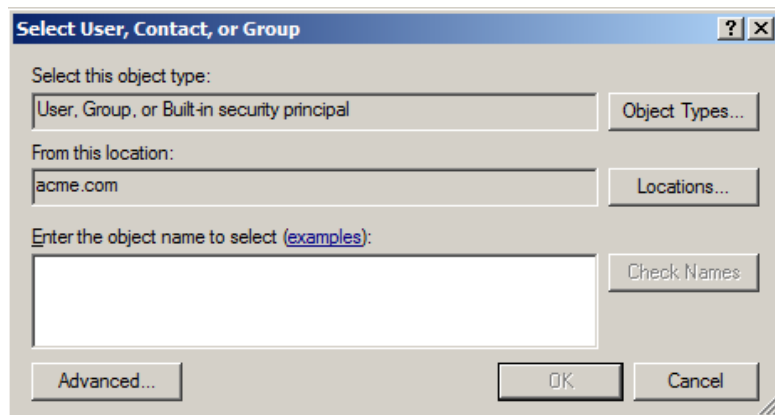 Select User, Contact, or Group
? X
Select this object type:
User, Group, or Built-in security principal
Object Types...
From this location:
acme.com
Locations...
Enter the object name to select (examples):
Check Names
Advanced...
OK
Cancel